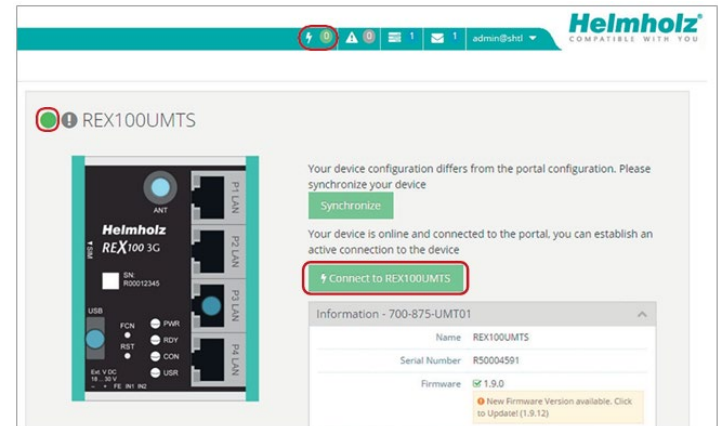 0 0 1 1 admin@shtl
Helmholz
COMPATIBLE WITH YOU
REX100UMTS
Your device configuration differs from the portal configuration. Please
synchronize your device
Synchronize
Your device is online and connected to the portal, you can establish an
active connection to the device
Connect to REX100UMTS
Information - 700-875-UMT01
Name REX100UMTS
Serial Number R50004591
Firmware 1.9.0
New Firmware Version available. Click
to Update! (1.9.12)
ANT
P1 LAN
Helmholz
REX100 3G
SIM
P2 LAN
SN:
R00012345
P3 LAN
USB
FCN
PWR
RST
RDY
CON
USR
P4 LAN
Ext. V DC
18 ... 30 V
- + FE IN1 IN2